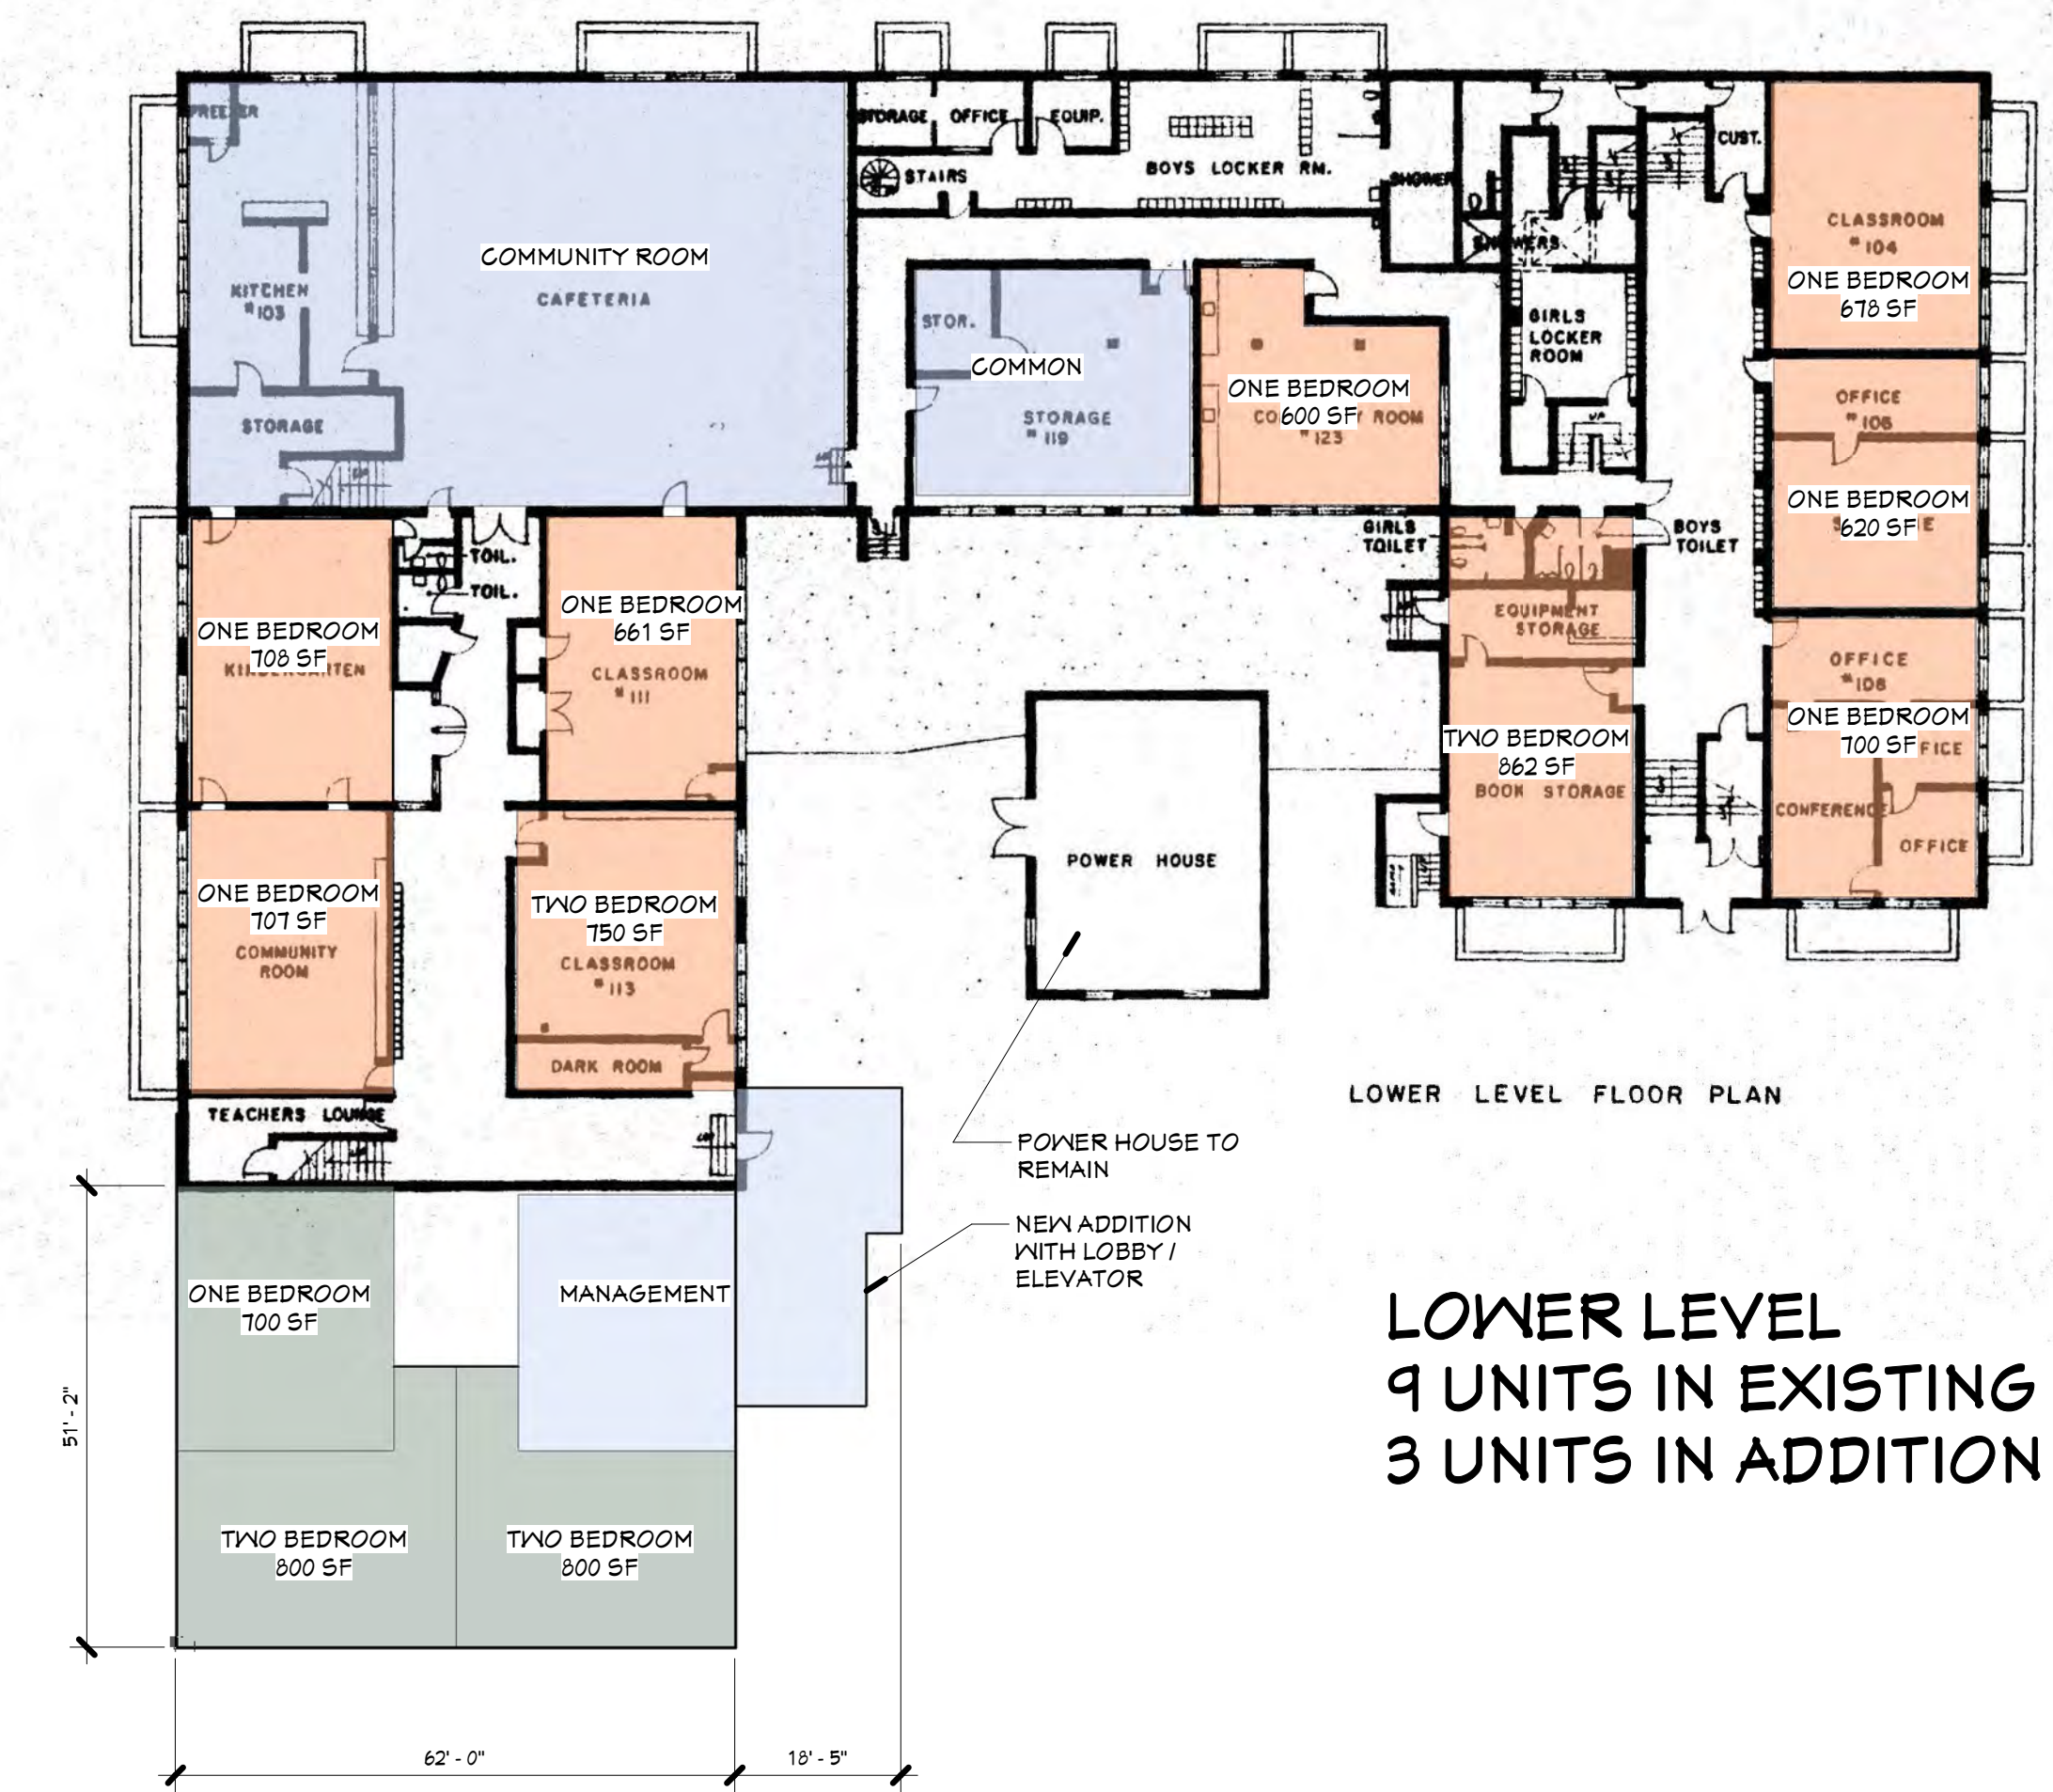 FREEZER
STORAGE
OFFICE
EQUIP.
STAIRS
BOYS LOCKER RM.
SHOWER
CUST.
SHOWERS
CLASSROOM
#104
ONE BEDROOM
678 SF
COMMUNITY ROOM
CAFETERIA
KITCHEN
#103
STORAGE
STOR.
COMMON
STORAGE
#119
ONE BEDROOM
600 SF
ROOM
#123
GIRLS
LOCKER
ROOM
UP
OFFICE
#106
ONE BEDROOM
620 SF
GIRLS
TOILET
BOYS
TOILET
TOIL.
TOIL.
ONE BEDROOM
708 SF
ONE BEDROOM
661 SF
CLASSROOM
#111
EQUIPMENT
STORAGE
OFFICE
#108
ONE BEDROOM
700 SF
TWO BEDROOM
862 SF
BOOK STORAGE
CONFERENCE
OFFICE
POWER HOUSE
ONE BEDROOM
707 SF
COMMUNITY
ROOM
TWO BEDROOM
750 SF
CLASSROOM
#113
DARK ROOM
TEACHERS LOUNGE
LOWER LEVEL FLOOR PLAN
POWER HOUSE TO
REMAIN
NEW ADDITION
WITH LOBBY /
ELEVATOR
ONE BEDROOM
700 SF
MANAGEMENT
TWO BEDROOM
800 SF
TWO BEDROOM
800 SF
LOWER LEVEL
9 UNITS IN EXISTING
3 UNITS IN ADDITION
51' - 2"
62' - 0"
18' - 5"